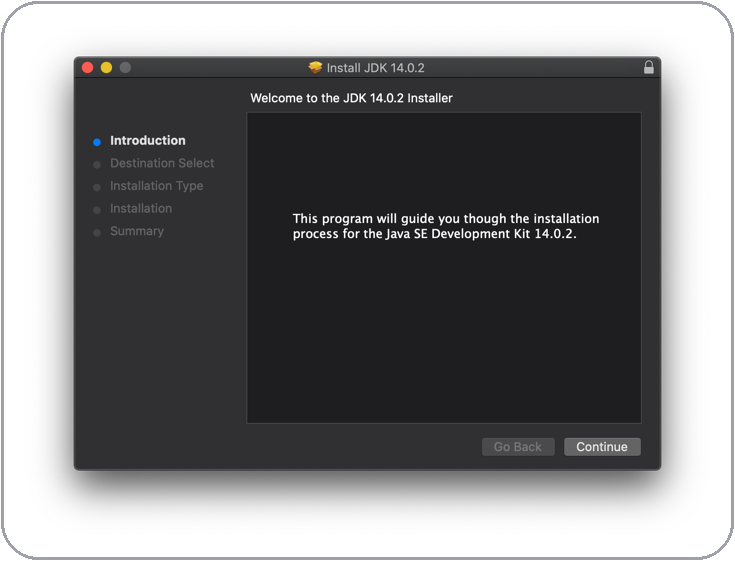 Install JDK 14.0.2
Welcome to the JDK 14.0.2 Installer
Introduction
Destination Select
Installation Type
Installation
Summary
This program will guide you though the installation
process for the Java SE Development Kit 14.0.2.
Go Back
Continue